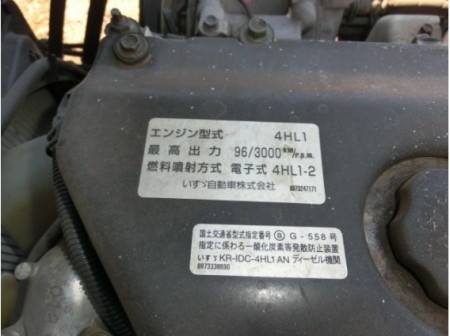 エンジン型式 4HL1
最高出力 96/3000
燃料噴射方式 電子式 4HL1-2
いすゞ自動車株式会社 8973247171
国土交通省型式指定番号 Ⓢ G-558号
指定に係わる一酸化炭素等発散防止装置
いすゞ KR-IDC-4HL1AN ディーゼル機関